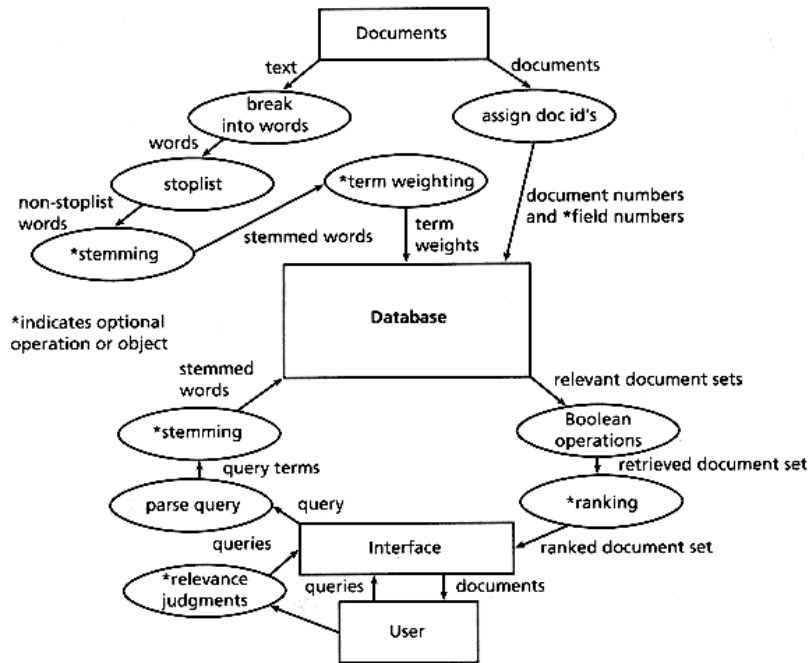 Documents
text
documents
break
into words
assign doc id's
words
stoplist
*term weighting
non-stoplist
words
document numbers
and *field numbers
*stemming
stemmed words
term
weights
Database
*indicates optional
operation or object
stemmed
words
relevant document sets
*stemming
Boolean
operations
query terms
retrieved document set
parse query
query
*ranking
queries
Interface
ranked document set
*relevance
judgments
queries
documents
User